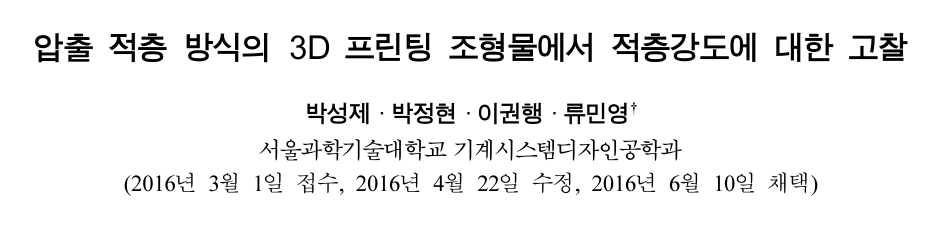 압출 적층 방식의 3D 프린팅 조형물에서 적층강도에 대한 고찰
박성제 · 박정현 · 이권행 · 류민영†
서울과학기술대학교 기계시스템디자인공학과
(2016년 3월 1일 접수, 2016년 4월 22일 수정, 2016년 6월 10일 채택)